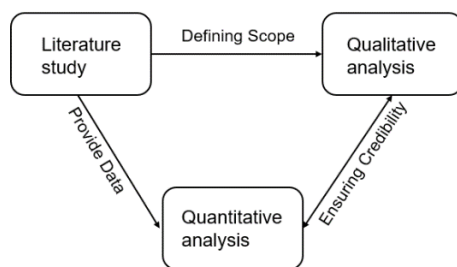 Literature
study
Defining Scope
Qualitative
analysis
Provide Data
Ensuring Credibility
Quantitative
analysis